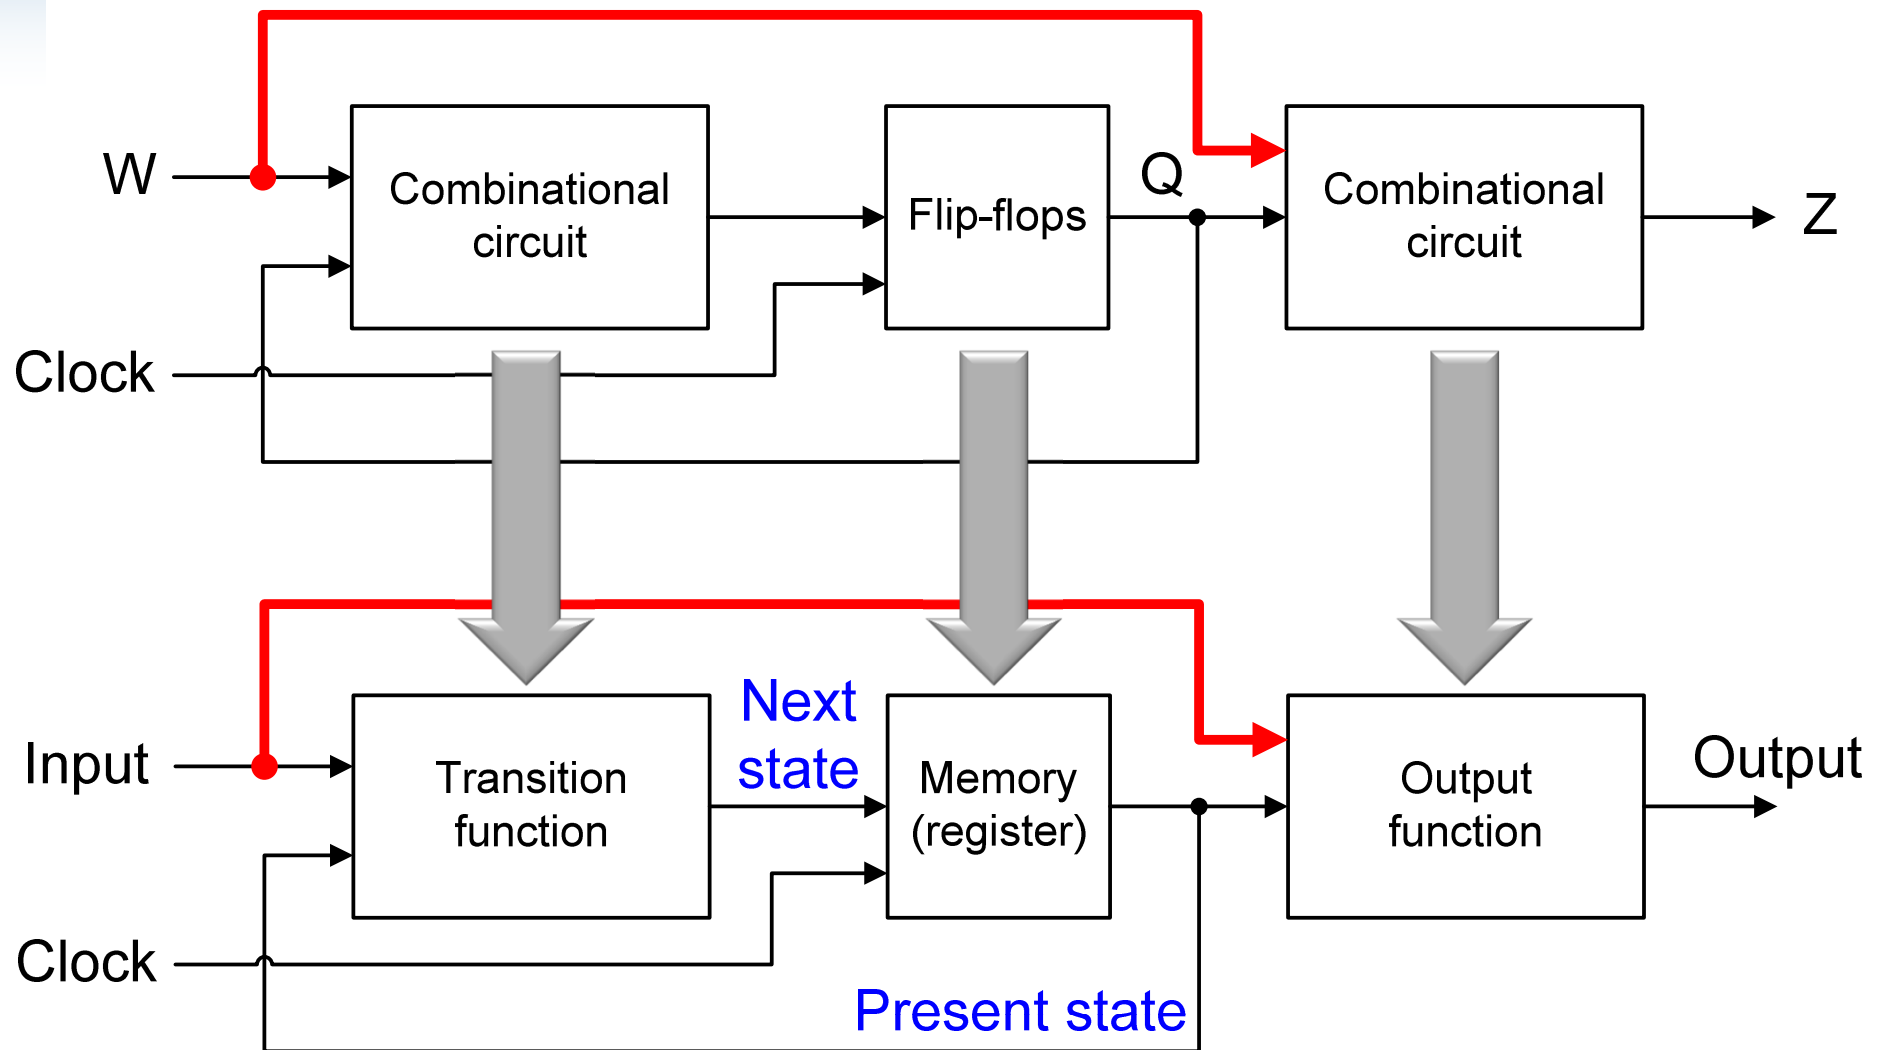 W
Combinational
circuit
Flip-flops
Q
Combinational
circuit
Z
Clock
Input
Transition
function
Next
state
Memory
(register)
Output
function
Output
Clock
Present state